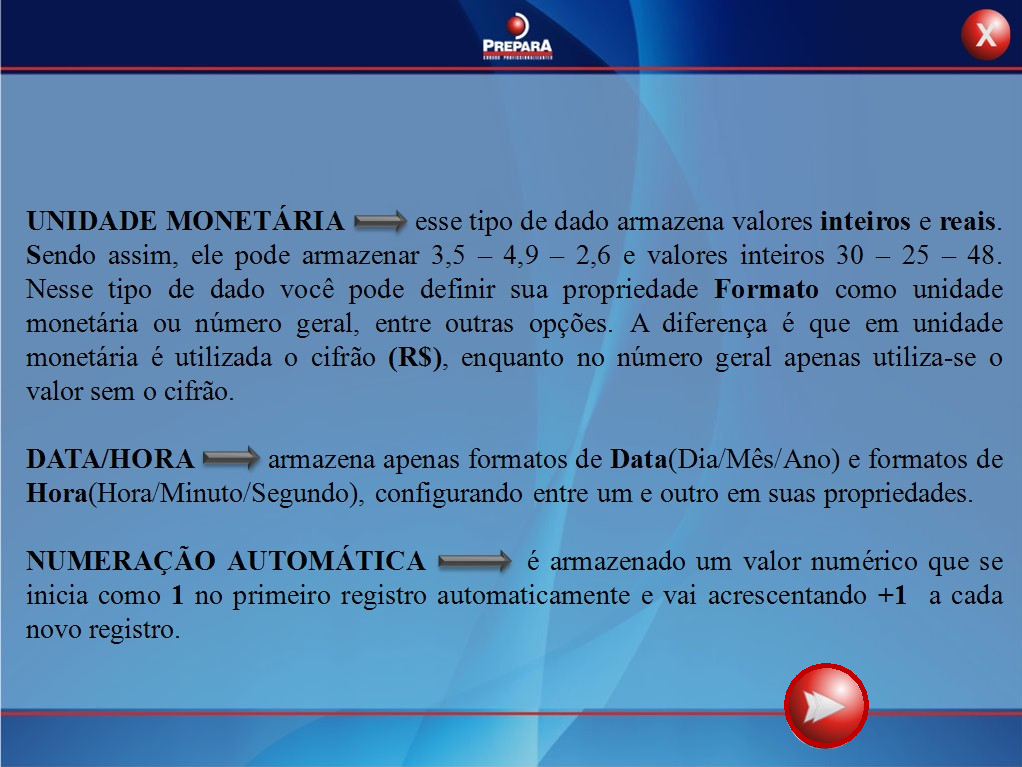 PREPARA
CURSOS PROFISSIONALIZANTES
X
UNIDADE MONETÁRIA esse tipo de dado armazena valores inteiros e reais.
Sendo assim, ele pode armazenar 3,5 – 4,9 – 2,6 e valores inteiros 30 – 25 – 48.
Nesse tipo de dado você pode definir sua propriedade Formato como unidade
monetária ou número geral, entre outras opções. A diferença é que em unidade
monetária é utilizada o cifrão (R$), enquanto no número geral apenas utiliza-se o
valor sem o cifrão.
DATA/HORA armazena apenas formatos de Data(Dia/Mês/Ano) e formatos de
Hora(Hora/Minuto/Segundo), configurando entre um e outro em suas propriedades.
NUMERAÇÃO AUTOMÁTICA é armazenado um valor numérico que se
inicia como 1 no primeiro registro automaticamente e vai acrescentando +1 a cada
novo registro.